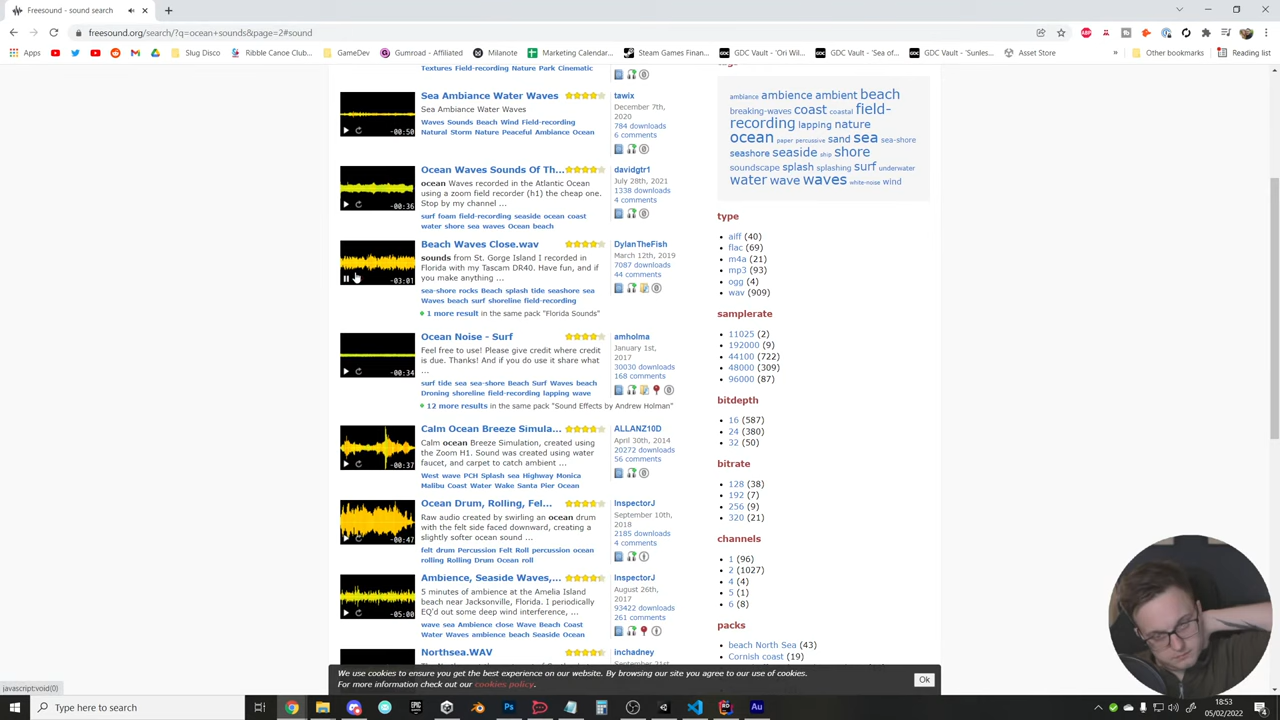 Freesound - sound search
freesound.org/search/?q=ocean+sounds&page=2#sound
Apps
Slug Disco
Ribble Canoe Club...
GameDev
Gumroad - Affiliated
Milanote
Marketing Calendar...
Steam Games Finan...
GDC Vault - 'Ori Wil...
GDC Vault - 'Sea of...
GDC Vault - 'Sunles...
Asset Store
»
Other bookmarks
Reading list
Textures Field-recording Nature Park Cinematic
Sea Ambiance Water Waves
Sea Ambiance Water Waves
Waves Sounds Beach Wind Field-recording
Natural Storm Nature Peaceful Ambiance Ocean
-00:50
tawix
December 7th,
2020
784 downloads
6 comments
Ocean Waves Sounds Of Th...
ocean Waves recorded in the Atlantic Ocean
using a zoom field recorder (h1) the cheap one.
Stop by my channel ...
surf foam field-recording seaside ocean coast
water shore sea waves Ocean beach
-00:36
davidgtr1
July 28th, 2021
1338 downloads
4 comments
Beach Waves Close.wav
sounds from St. Gorge Island I recorded in
Florida with my Tascam DR40. Have fun, and if
you make anything ...
sea-shore rocks Beach splash tide seashore sea
Waves beach surf shoreline field-recording
1 more result in the same pack "Florida Sounds"
-03:01
DylanTheFish
March 12th, 2019
7087 downloads
44 comments
Ocean Noise - Surf
Feel free to use! Please give credit where credit
is due. Thanks! And if you do use it share what
...
surf tide sea sea-shore Beach Surf Waves beach
Droning shoreline field-recording lapping wave
12 more results in the same pack "Sound Effects by Andrew Holman"
-00:34
amholma
January 1st,
2017
30030 downloads
168 comments
Calm Ocean Breeze Simula...
Calm ocean Breeze Simulation, created using
the Zoom H1. Sound was created using water
faucet, and carpet to catch ambient ...
West wave PCH Splash sea Highway Monica
Malibu Coast Water Wake Santa Pier Ocean
-00:37
ALLANZ10D
April 30th, 2014
20272 downloads
56 comments
Ocean Drum, Rolling, Fel...
Raw audio created by swirling an ocean drum
with the felt side faced downward, creating a
slightly softer ocean sound ...
felt drum Percussion Felt Roll percussion ocean
rolling Rolling Drum Ocean roll
-00:47
InspectorJ
September 10th,
2018
2185 downloads
4 comments
Ambience, Seaside Waves,...
5 minutes of ambience at the Amelia Island
beach near Jacksonville, Florida. I periodically
EQ'd out some deep wind interference, ...
wave sea Ambience close Wave Beach Coast
Water Waves ambience beach Seaside Ocean
-05:00
InspectorJ
August 26th,
2017
93422 downloads
261 comments
Northsea.WAV
inchadney
ambiance ambience ambient beach
breaking-waves coast coastal field-
recording lapping nature
ocean paper percussive sand sea sea-shore
seashore seaside ship shore
soundscape splash splashing surf underwater
water wave waves white-noise wind
type
aiff (40)
flac (69)
m4a (21)
mp3 (93)
ogg (4)
wav (909)
samplerate
11025 (2)
192000 (9)
44100 (722)
48000 (309)
96000 (87)
bitdepth
16 (587)
24 (380)
32 (50)
bitrate
128 (38)
192 (7)
256 (9)
320 (21)
channels
1 (96)
2 (1027)
4 (4)
5 (1)
6 (8)
packs
beach North Sea (43)
Cornish coast (19)
We use cookies to ensure you get the best experience on our website. By browsing our site you agree to our use of cookies.
For more information check out our cookies policy.
Ok
javascript:void(0)
Type here to search
18:53
05/02/2022